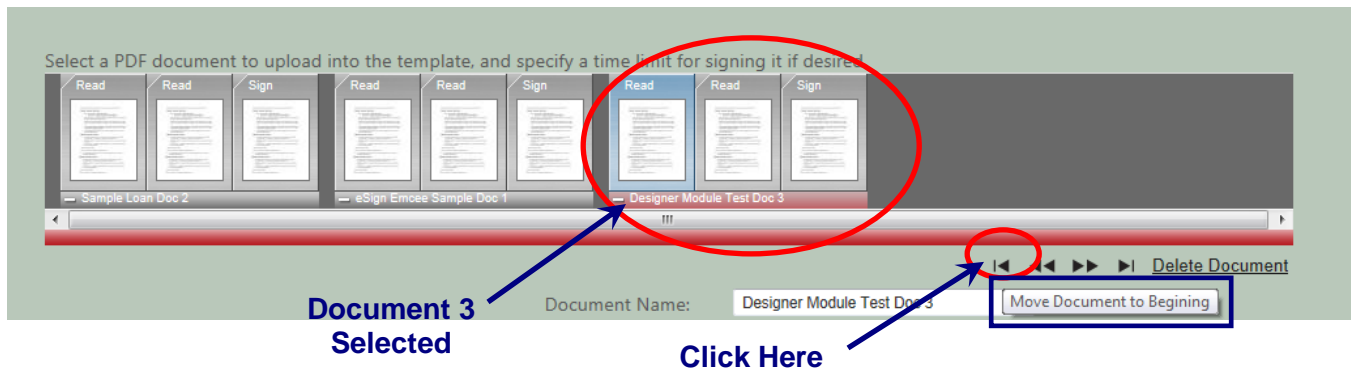 Select a PDF document to upload into the template, and specify a time limit for signing it if desired
Read Read Sign Read Read Sign Read Read Sign
Sample Loan Doc 2 eSign Emcee Sample Doc 1 Designer Module Test Doc 3
Delete Document
Document Name: Designer Module Test Doc 3 Move Document to Begining
Document 3
Selected
Click Here